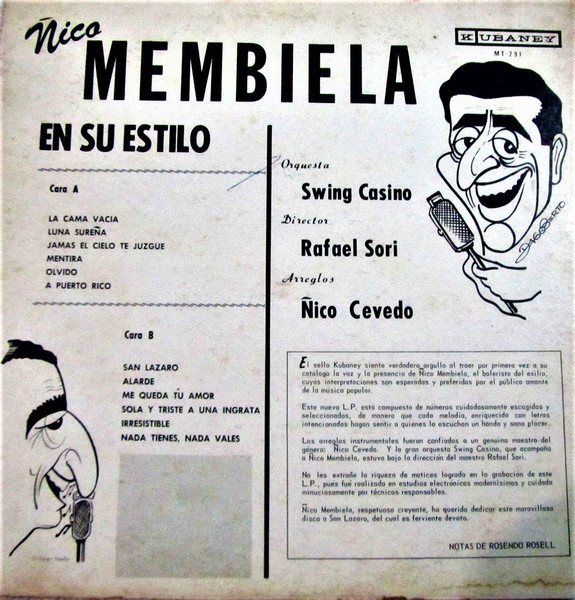 Ñico
MEMBIELA
KUBANEY
MT-291
EN SU ESTILO
Cara A
LA CAMA VACIA
LUNA SUREÑA
JAMAS EL CIELO TE JUZGUE
MENTIRA
OLVIDO
A PUERTO RICO
Orquesta
Swing Casino
Director
Rafael Sori
Arreglos
Ñico Cevedo
Cara B
SAN LAZARO
ALARDE
ME QUEDA TU AMOR
SOLA Y TRISTE A UNA INGRATA
IRRESISTIBLE
NADA TIENES, NADA VALES
El sello Kubaney siente verdadero orgullo al traer por primera vez a su
catálogo la voz y la presencia de Ñico Membiela, el bolerista del exilio,
cuyas interpretaciones son esperadas y preferidas por el público amante
de la música popular.
Este nuevo L.P. está compuesto de números cuidadosamente escogidos y
seleccionados, de manera que cada melodía, enriquecida con letras
intencionadas hagan sentir a quienes la escuchan un hondo y sano placer.
Los arreglos instrumentales fueron confiados a un genuino maestro del
género: Ñico Cevedo. Y la gran orquesta Swing Casino, que acompaña
a Ñico Membiela, estuvo bajo la dirección del maestro Rafael Sori.
No les extrañe la riqueza de matices lograda en la grabación de este
L.P., pues fué realizada en estudios electrónicos modernísimos y cuidada
minuciosamente por técnicos responsables.
Ñico Membiela, respetuoso creyente, ha querido dedicar este maravilloso
disco a San Lázaro, del cual es ferviente devoto.
NOTAS DE ROSENDO ROSELL